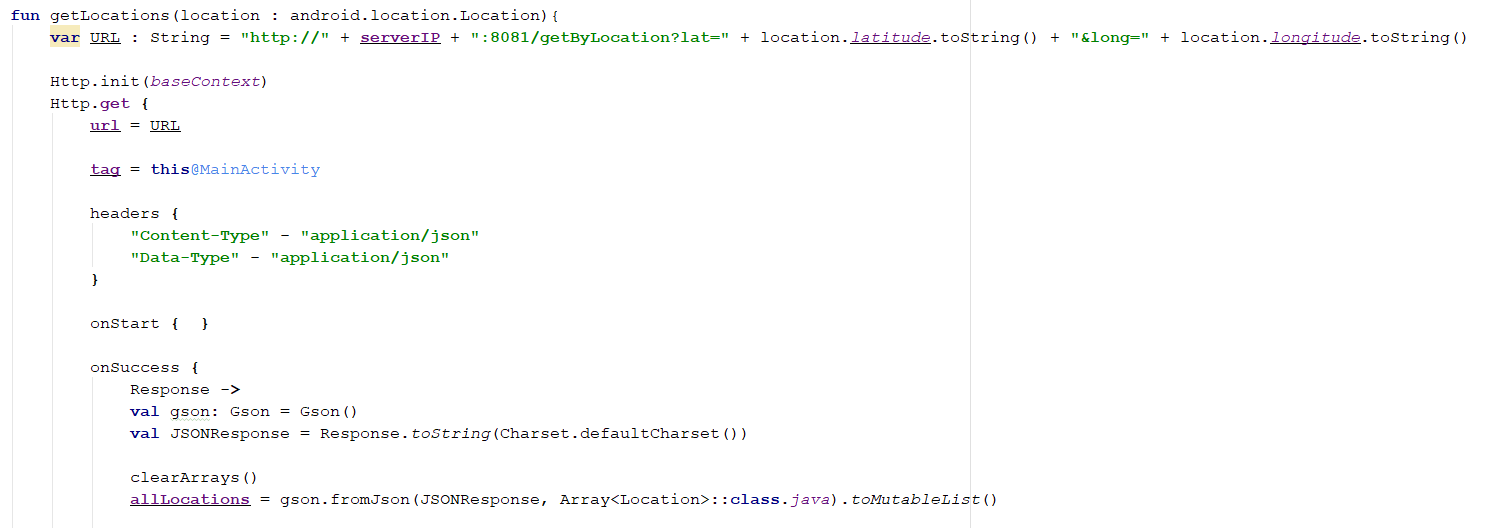 fun getLocations(location : android.location.Location){
var URL : String = "http://" + serverIP + ":8081/getByLocation?lat=" + location.latitude.toString() + "&long=" + location.longitude.toString()
Http.init(baseContext)
Http.get {
url = URL
tag = this@MainActivity
headers {
"Content-Type" - "application/json"
"Data-Type" - "application/json"
}
onStart {  }
onSuccess {
Response ->
val gson: Gson = Gson()
val JSONResponse = Response.toString(Charset.defaultCharset())
clearArrays()
allLocations = gson.fromJson(JSONResponse, Array<Location>::class.java).toMutableList()